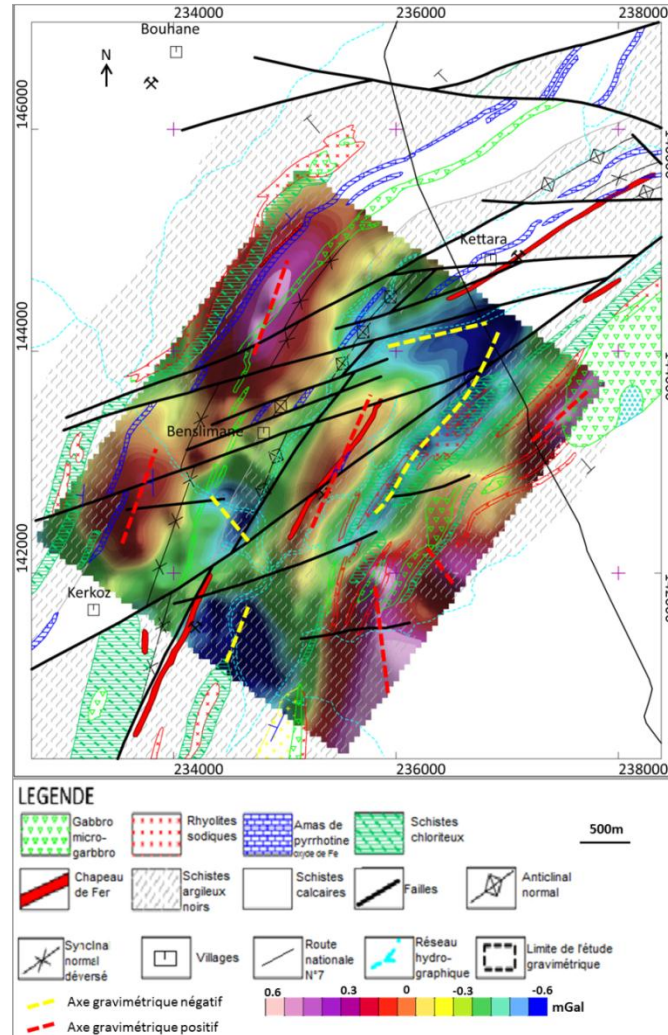 234000
236000
238000
Bouhane
N
146000
Kettara
144000
Benslimane
142000
Kerkoz
234000
236000
238000
LEGENDE
Gabbro micro-garbbro
Rhyolites sodiques
Amas de pyrrhotine oxyde de Fe
Schistes chloriteux
500m
Chapeau de Fer
Schistes argileux noirs
Schistes calcaires
Failles
Anticlinal normal
Synclinal normal déversé
Villages
Route nationale N°7
Réseau hydro-graphique
Limite de l'étude gravimétrique
Axe gravimétrique négatif
0.6 0.3 0 -0.3 -0.6
mGal
Axe gravimétrique positif